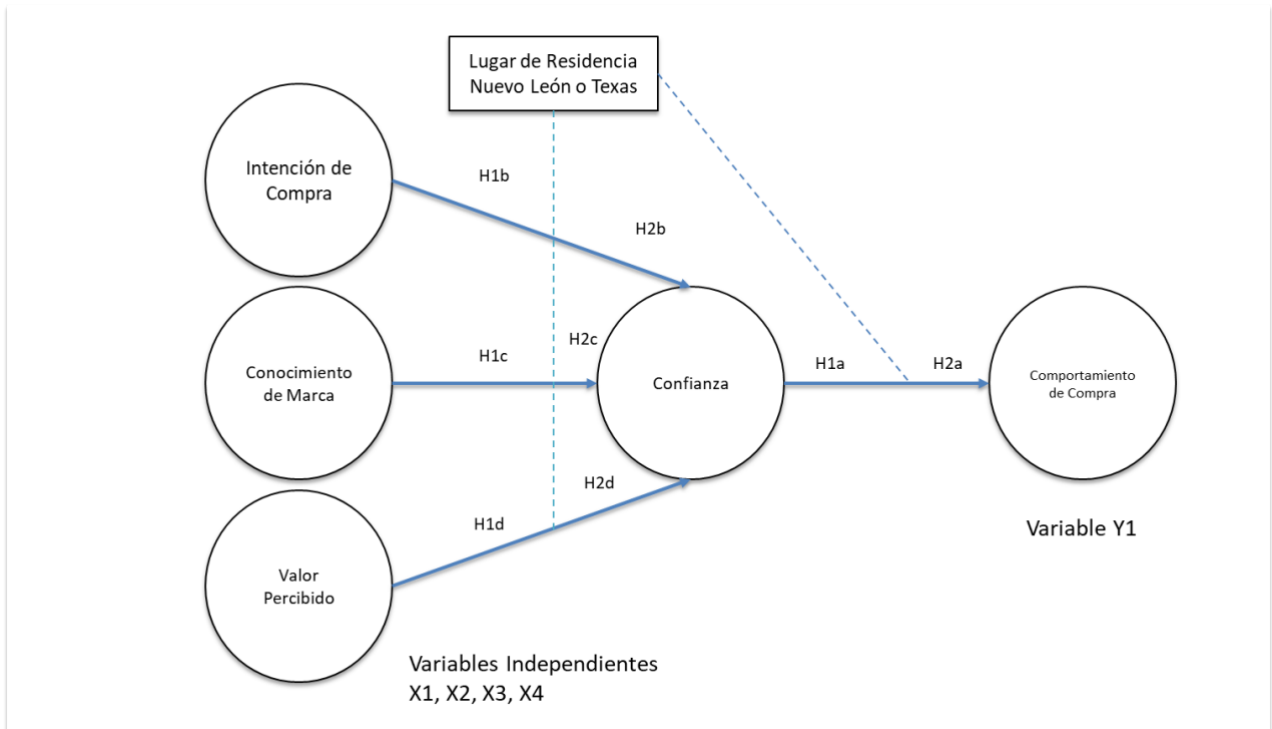 Lugar de Residencia
Nuevo León o Texas
Intención de
Compra
H1b
H2b
Conocimiento
de Marca
H1c
H2c
Confianza
H1a
H2a
Comportamiento
de Compra
H2d
H1d
Valor
Percibido
Variable Y1
Variables Independientes
X1, X2, X3, X4